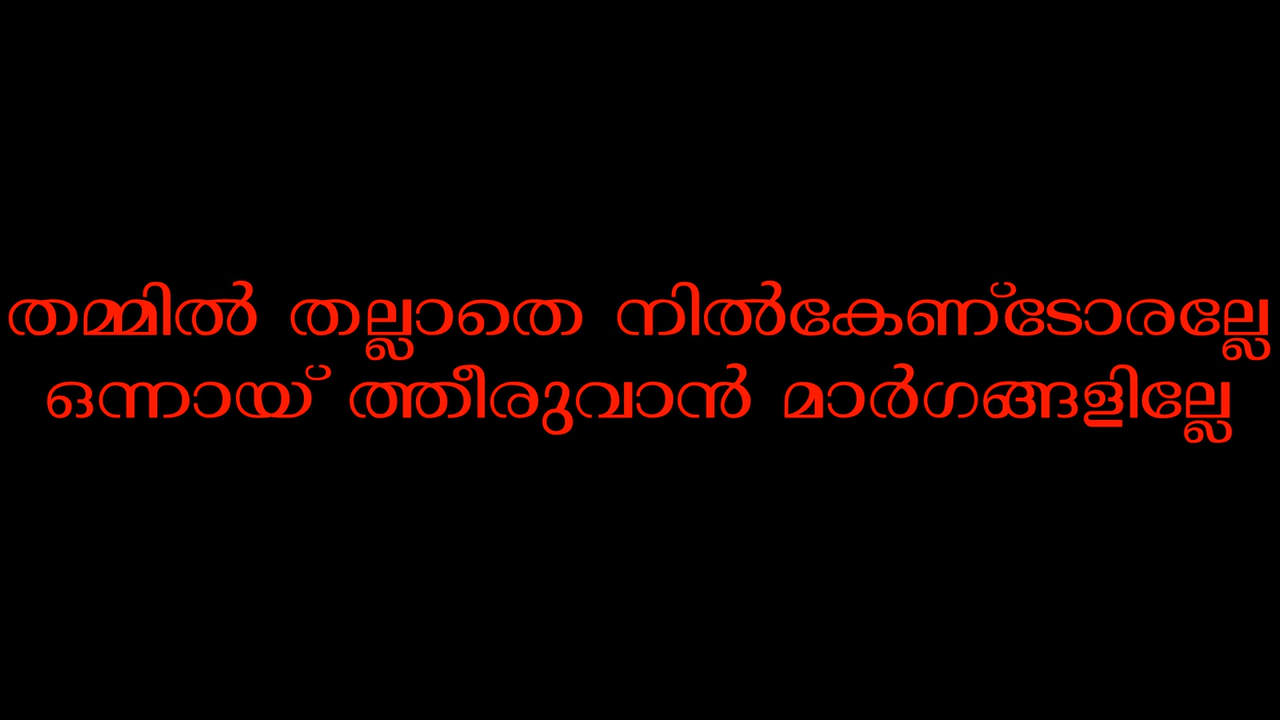 തമ്മിൽ തല്ലാതെ നിൽകേണ്ടോരല്ലേ
ഒന്നായ് ത്തീരുവാൻ മാർഗങ്ങളില്ലേ